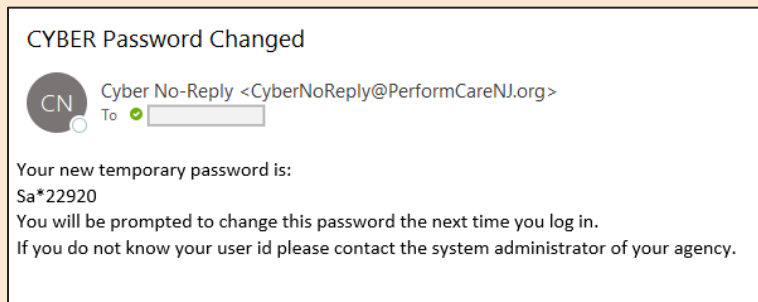 CYBER Password Changed
CN
Cyber No-Reply <CyberNoReply@PerformCareNJ.org>
To
Your new temporary password is:
Sa*22920
You will be prompted to change this password the next time you log in.
If you do not know your user id please contact the system administrator of your agency.